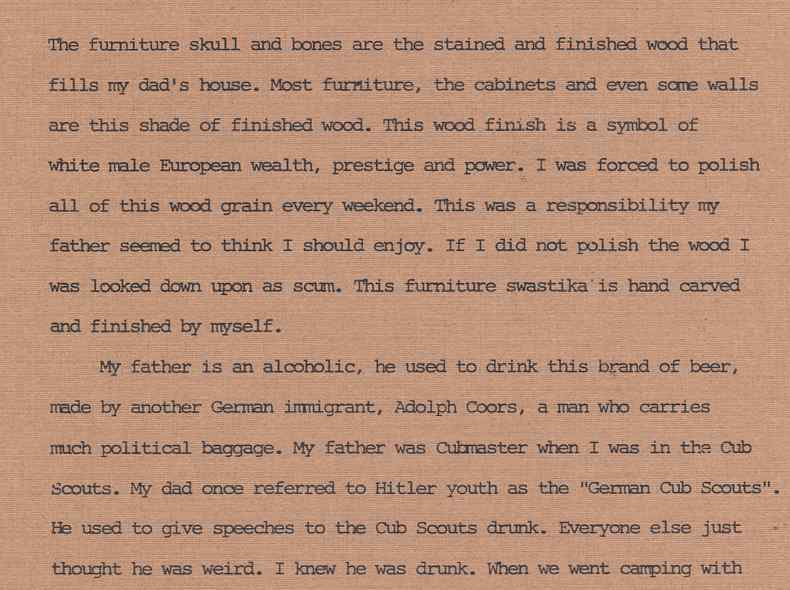 The furniture skull and bones are the stained and finished wood that
fills my dad's house. Most furniture, the cabinets and even some walls
are this shade of finished wood. This wood finish is a symbol of
white male European wealth, prestige and power. I was forced to polish
all of this wood grain every weekend. This was a responsibility my
father seemed to think I should enjoy. If I did not polish the wood I
was looked down upon as scum. This furniture swastika is hand carved
and finished by myself.
My father is an alcoholic, he used to drink this brand of beer,
made by another German immigrant, Adolph Coors, a man who carries
much political baggage. My father was Cubmaster when I was in the Cub
Scouts. My dad once referred to Hitler youth as the "German Cub Scouts".
He used to give speeches to the Cub Scouts drunk. Everyone else just
thought he was weird. I knew he was drunk. When we went camping with